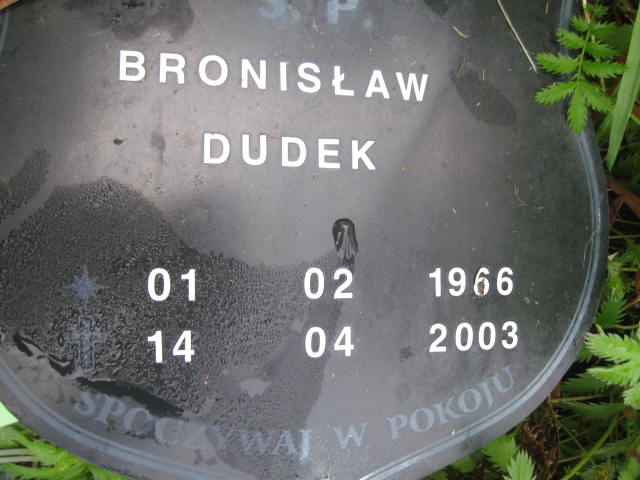 Ś. P.
BRONISŁAW
DUDEK
01 02 1966
14 04 2003
SPOCZYWAJ W POKOJU